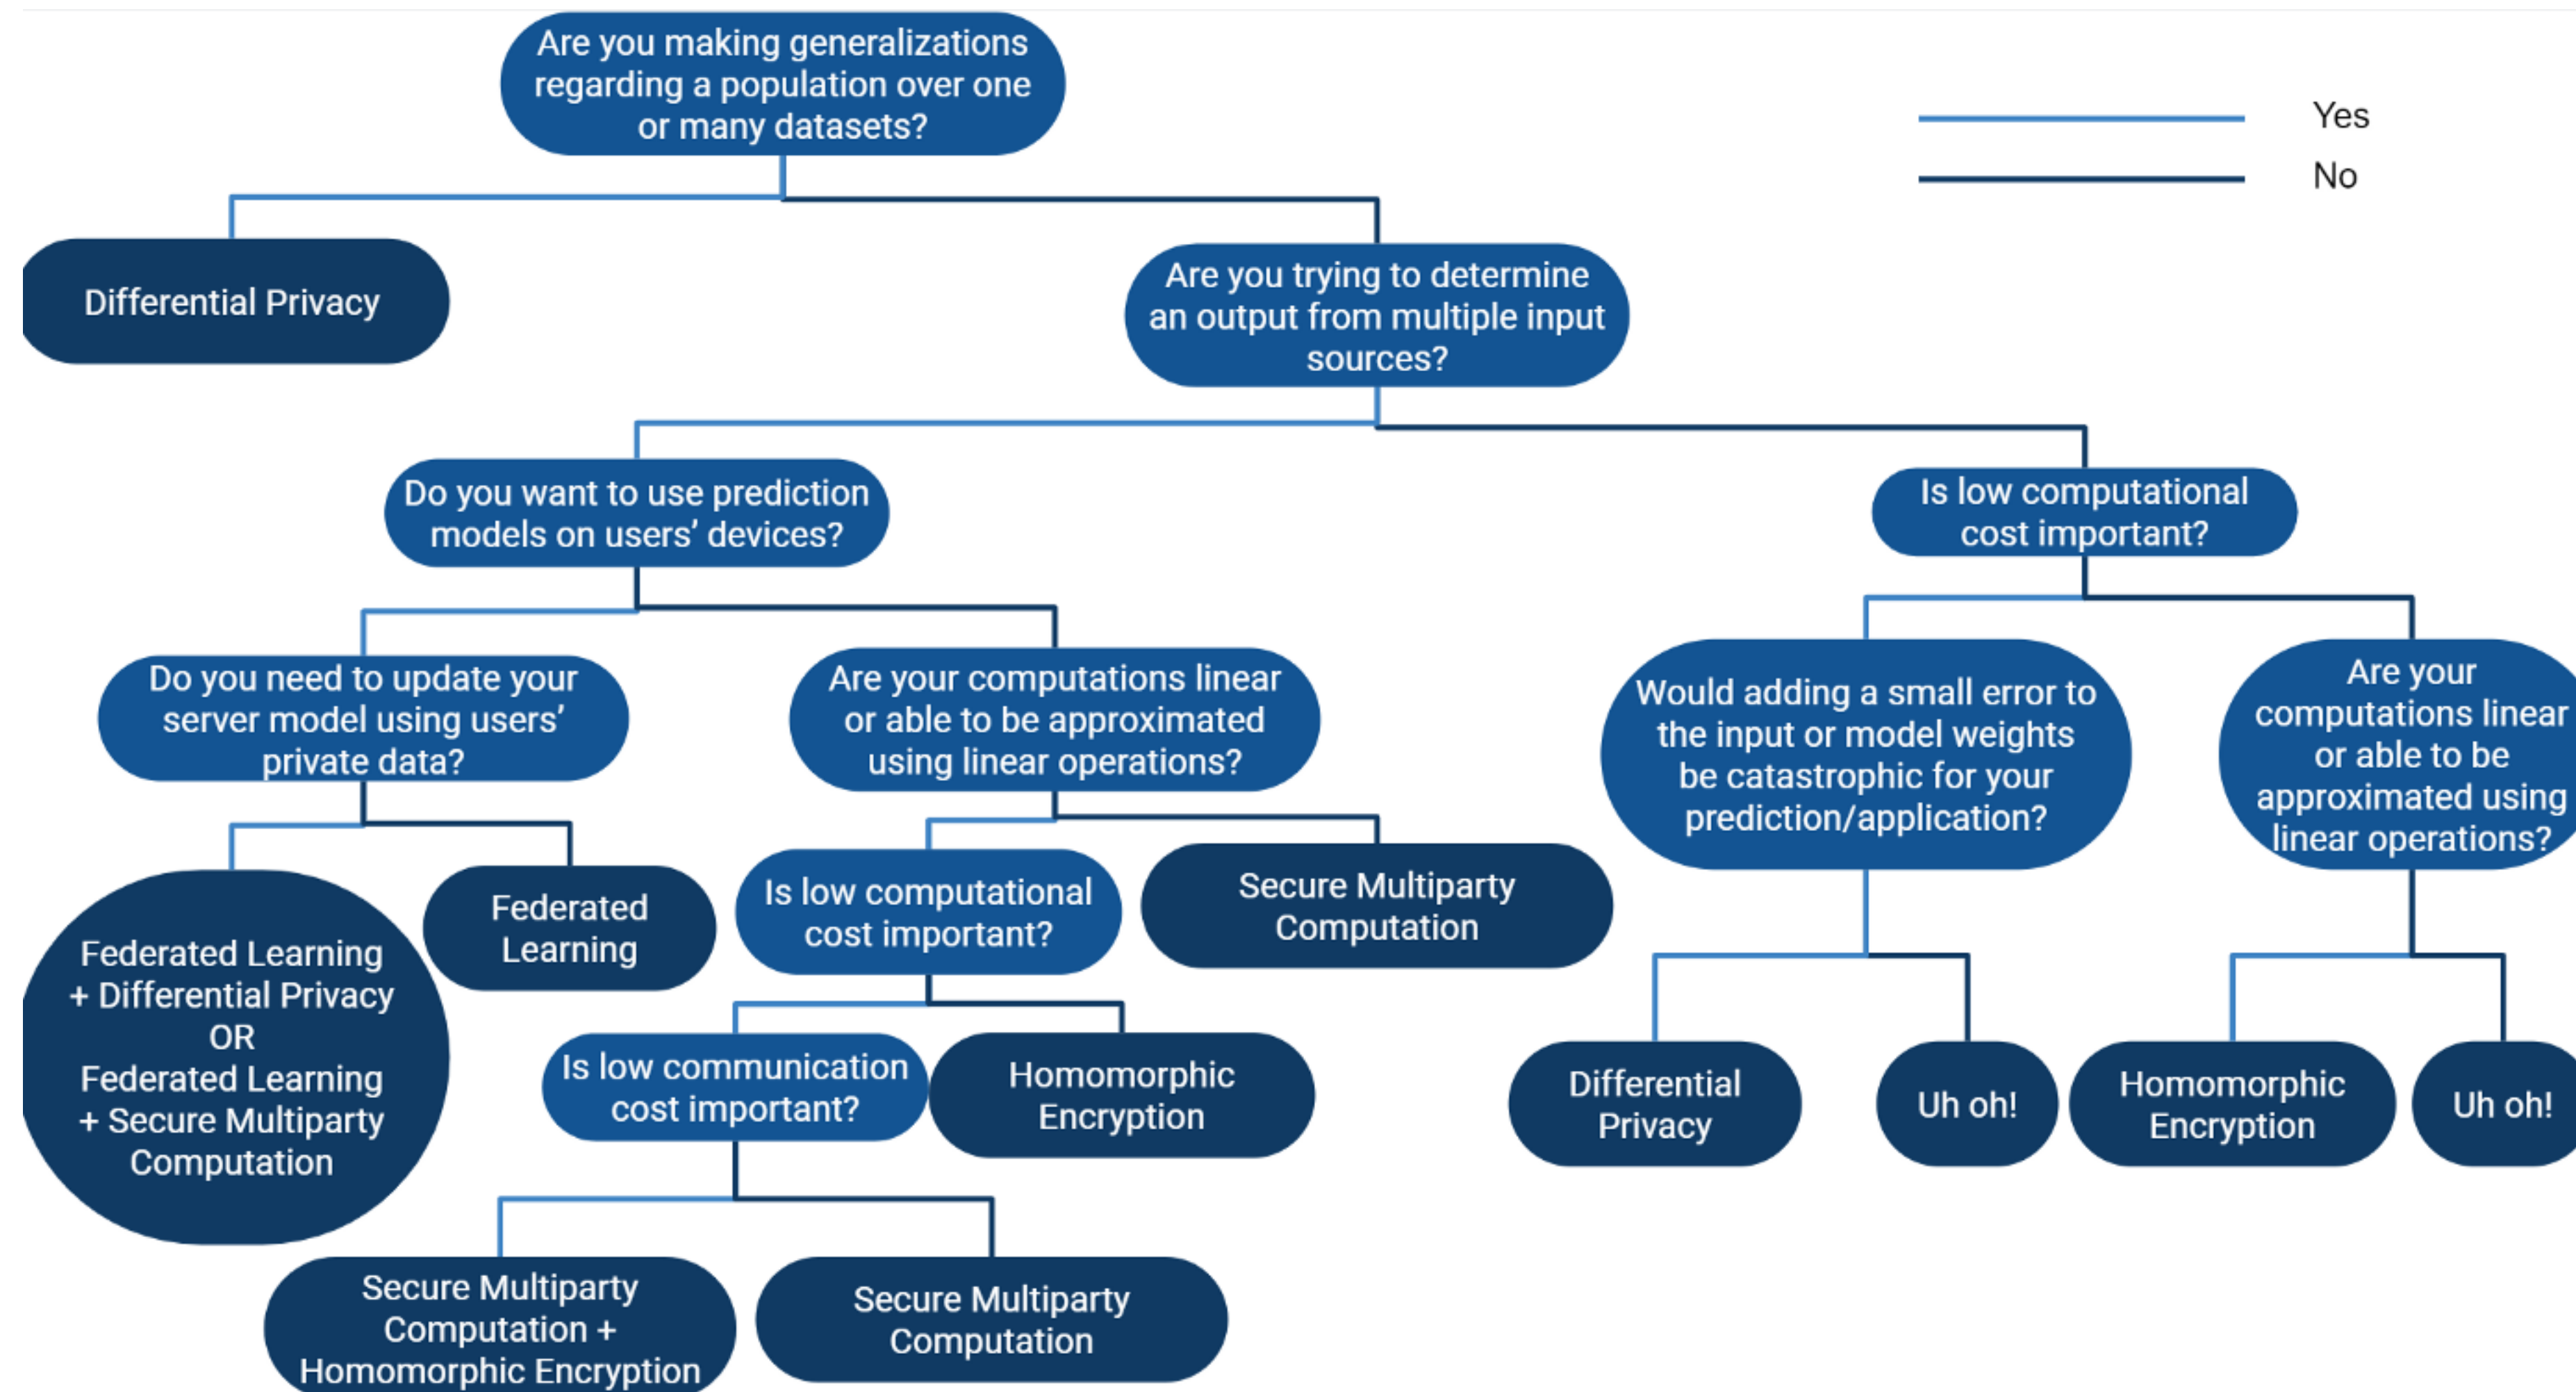 Are you making generalizations
regarding a population over one
or many datasets?
Yes
No
Differential Privacy
Are you trying to determine
an output from multiple input
sources?
Do you want to use prediction
models on users’ devices?
Is low computational
cost important?
Do you need to update your
server model using users’
private data?
Are your computations linear
or able to be approximated
using linear operations?
Would adding a small error to
the input or model weights
be catastrophic for your
prediction/application?
Are your
computations linear
or able to be
approximated using
linear operations?
Federated Learning
+ Differential Privacy
OR
Federated Learning
+ Secure Multiparty
Computation
Federated
Learning
Is low computational
cost important?
Secure Multiparty
Computation
Is low communication
cost important?
Homomorphic
Encryption
Differential
Privacy
Uh oh!
Homomorphic
Encryption
Uh oh!
Secure Multiparty
Computation +
Homomorphic Encryption
Secure Multiparty
Computation